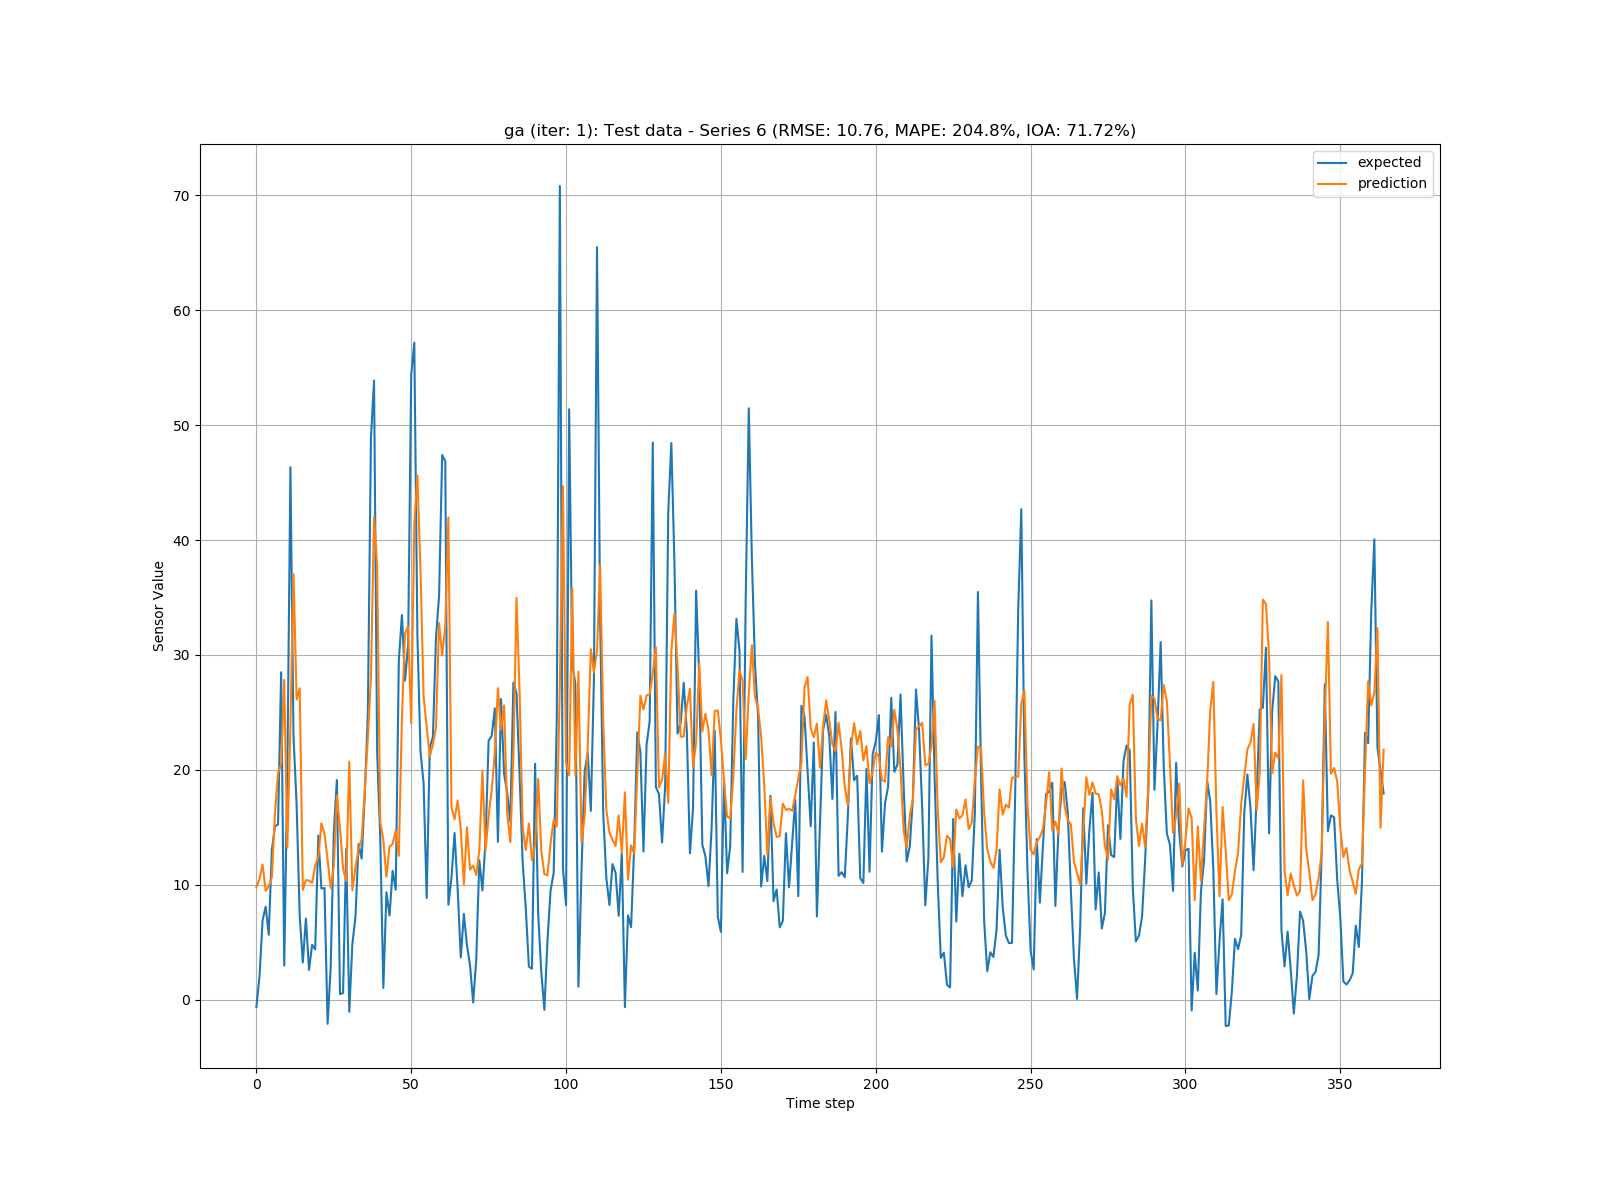 ga (iter: 1): Test data - Series 6 (RMSE: 10.76, MAPE: 204.8%, IOA: 71.72%)
expected
prediction
70
60
50
40
30
20
10
0
Sensor Value
0 50 100 150 200 250 300 350
Time step